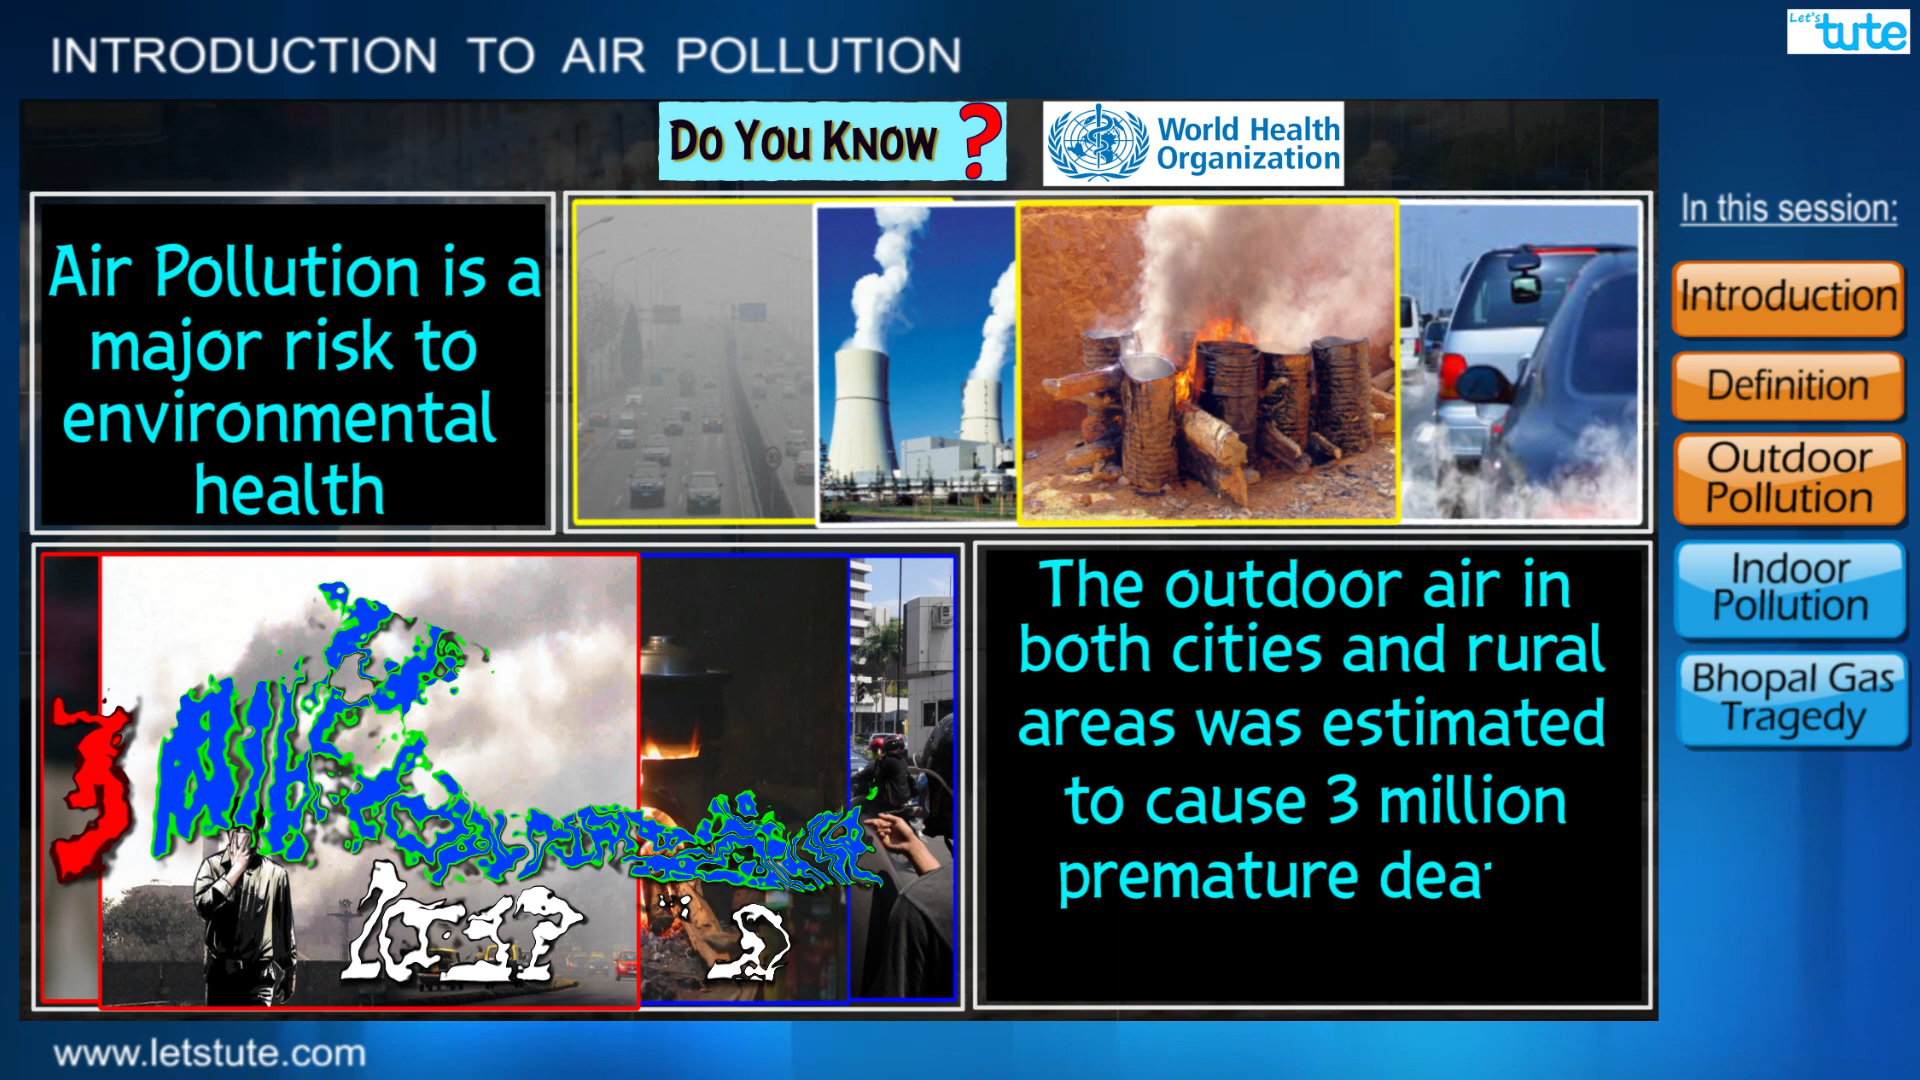 Let's
tute
INTRODUCTION TO AIR POLLUTION
DO YOU KNOW ?
World Health
Organization
Air Pollution is a
major risk to
environmental
health
The outdoor air in
both cities and rural
areas was estimated
to cause 3 million
premature dea
3
In this session:
Introduction
Definition
Outdoor
Pollution
Indoor
Pollution
Bhopal Gas
Tragedy
www.letstute.com